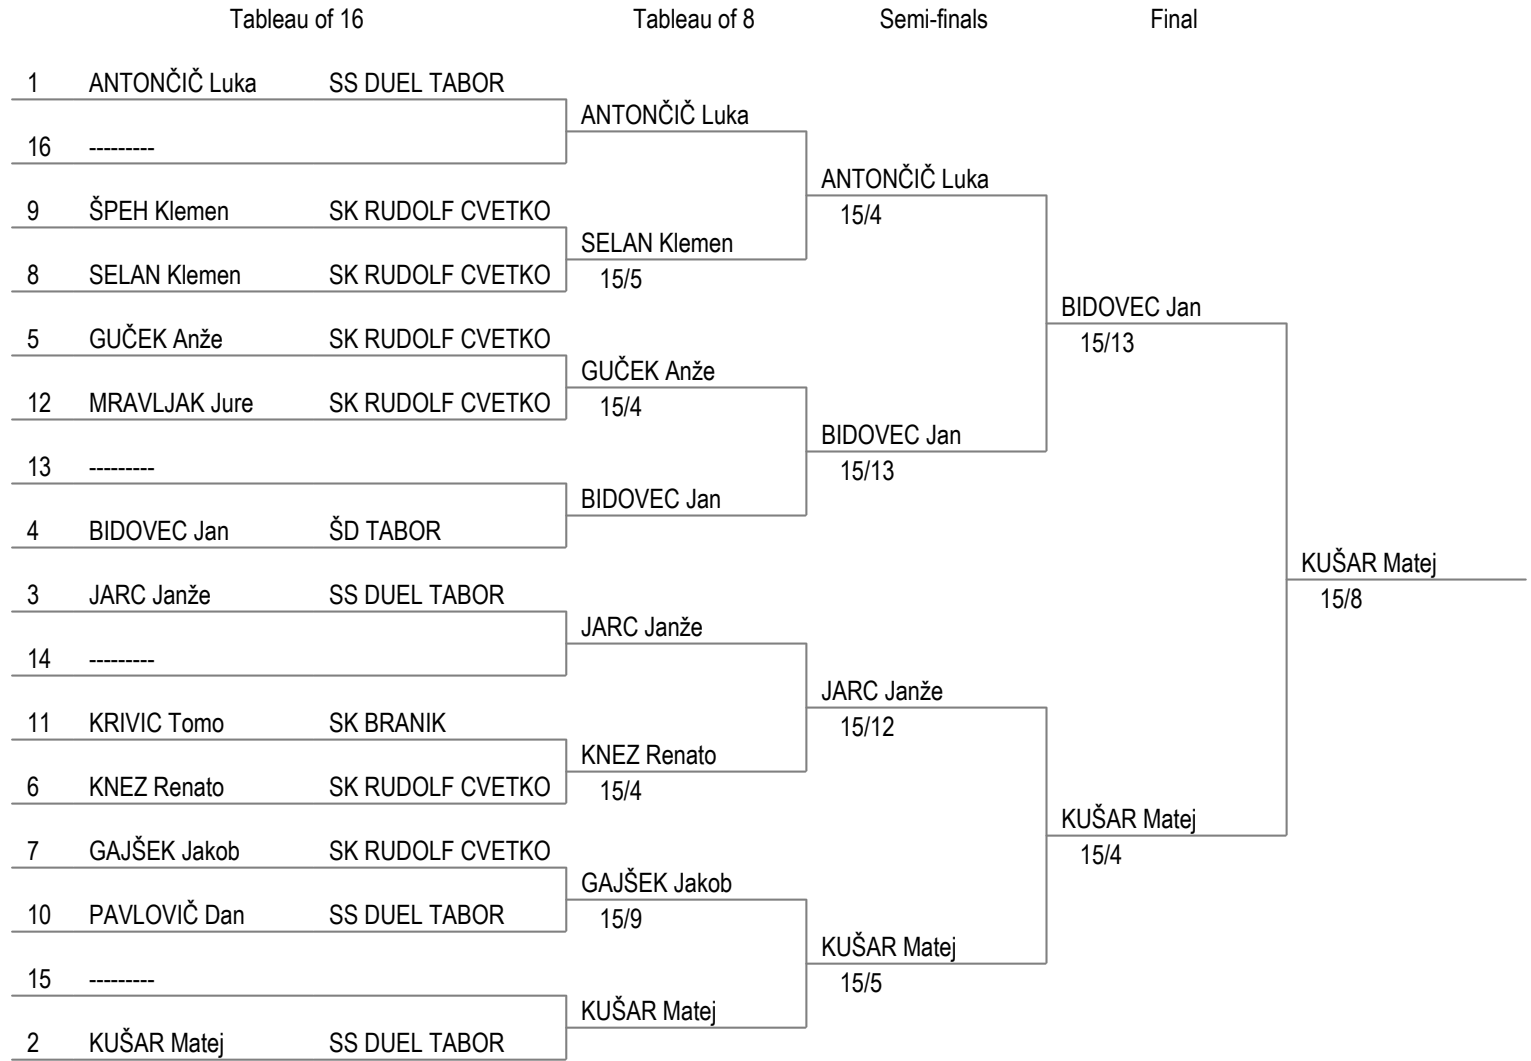 Tableau of 16 Tableau of 8 Semi-finals Final
1 ANTONČIČ Luka SS DUEL TABOR
ANTONČIČ Luka
16 ---------
ANTONČIČ Luka
9 ŠPEH Klemen SK RUDOLF CVETKO
15/4
SELAN Klemen
8 SELAN Klemen SK RUDOLF CVETKO
15/5
BIDOVEC Jan
5 GUČEK Anže SK RUDOLF CVETKO
15/13
GUČEK Anže
12 MRAVLJAK Jure SK RUDOLF CVETKO
15/4
BIDOVEC Jan
13 ---------
15/13
BIDOVEC Jan
4 BIDOVEC Jan ŠD TABOR
KUŠAR Matej
3 JARC Janže SS DUEL TABOR
15/8
JARC Janže
14 ---------
JARC Janže
11 KRIVIC Tomo SK BRANIK
15/12
KNEZ Renato
6 KNEZ Renato SK RUDOLF CVETKO
15/4
KUŠAR Matej
7 GAJŠEK Jakob SK RUDOLF CVETKO
15/4
GAJŠEK Jakob
10 PAVLOVIČ Dan SS DUEL TABOR
15/9
KUŠAR Matej
15 ---------
15/5
KUŠAR Matej
2 KUŠAR Matej SS DUEL TABOR